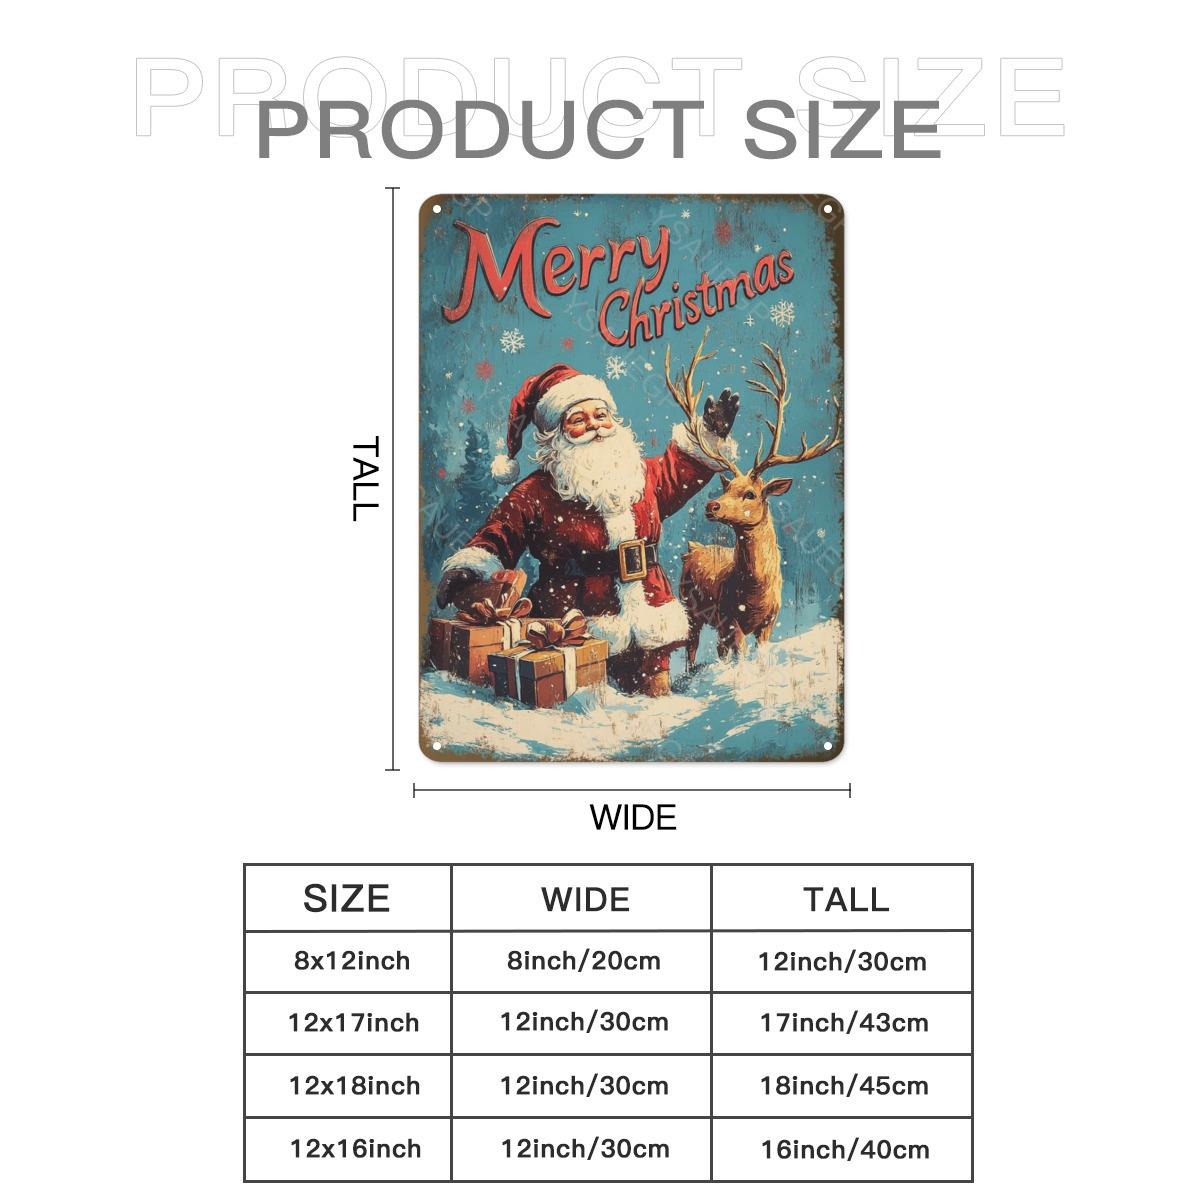 PRODUCT SIZE
PRODUCT SIZE
Merry
Christmas
TALL
WIDE
SIZE WIDE TALL
8x12inch 8inch/20cm 12inch/30cm
12x17inch 12inch/30cm 17inch/43cm
12x18inch 12inch/30cm 18inch/45cm
12x16inch 12inch/30cm 16inch/40cm